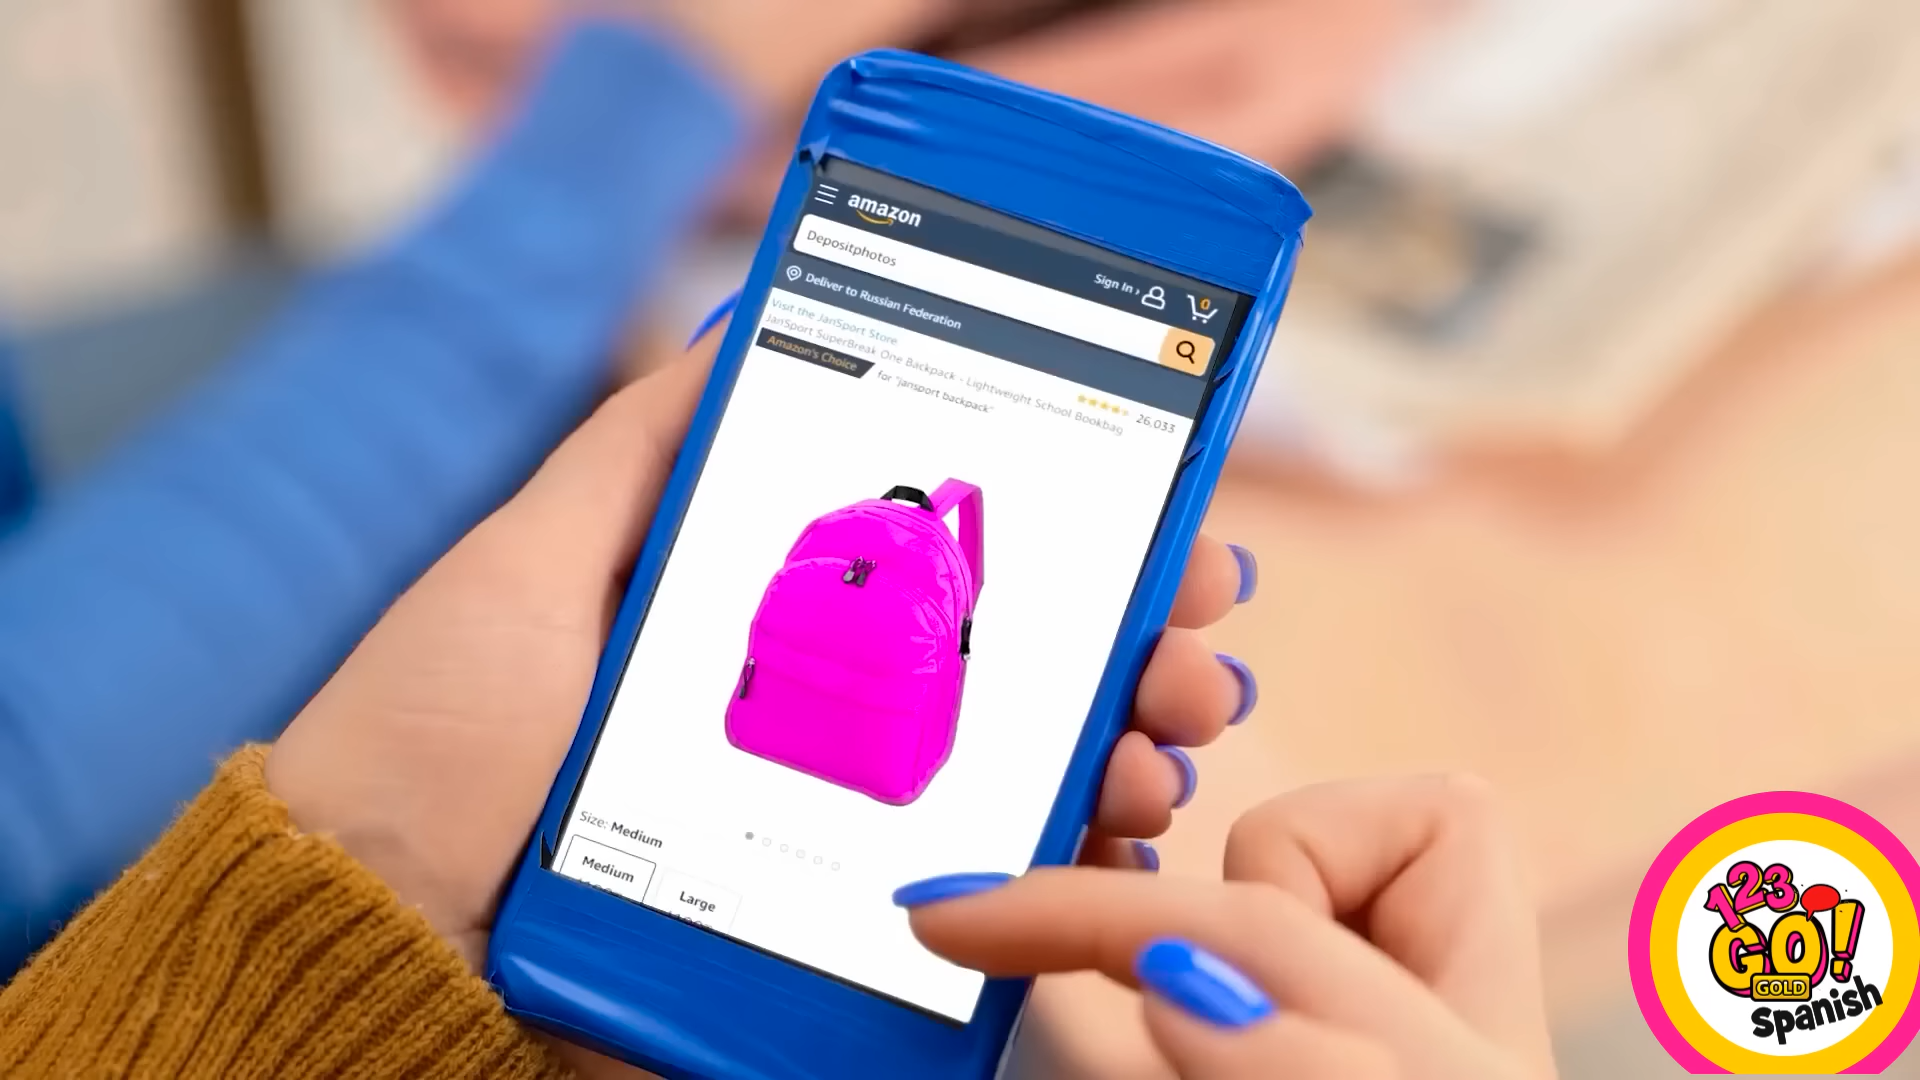 amazon
Depositphotos
Sign In ›
0
Deliver to Russian Federation
Visit the JanSport Store
JanSport SuperBreak One Backpack - Lightweight School Bookbag
26,033
Amazon's Choice
for "jansport backpack"
Size: Medium
Medium
Large
123
GO!
GOLD
Spanish